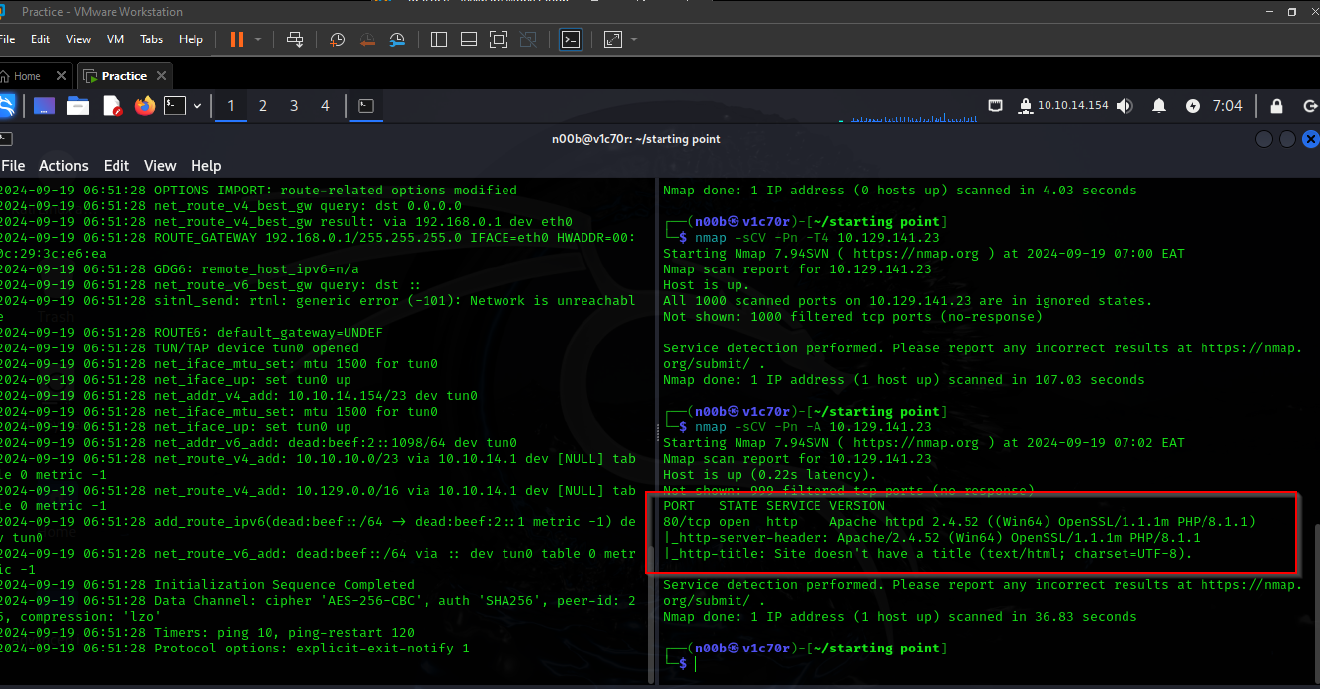 Practice - VMware Workstation
File Edit View VM Tabs Help
Home Practice
1 2 3 4 10.10.14.154 7:04
n00b@v1c70r: ~/starting point
File Actions Edit View Help
2024-09-19 06:51:28 OPTIONS IMPORT: route-related options modified
2024-09-19 06:51:28 net_route_v4_best_gw query: dst 0.0.0.0
2024-09-19 06:51:28 net_route_v4_best_gw result: via 192.168.0.1 dev eth0
2024-09-19 06:51:28 ROUTE_GATEWAY 192.168.0.1/255.255.255.0 IFACE=eth0 HWADDR=00:
0c:29:3c:e6:ea
2024-09-19 06:51:28 GDG6: remote_host_ipv6=n/a
2024-09-19 06:51:28 net_route_v6_best_gw query: dst ::
2024-09-19 06:51:28 sitnl_send: rtnl: generic error (-101): Network is unreachabl
e
2024-09-19 06:51:28 ROUTE6: default_gateway=UNDEF
2024-09-19 06:51:28 TUN/TAP device tun0 opened
2024-09-19 06:51:28 net_iface_mtu_set: mtu 1500 for tun0
2024-09-19 06:51:28 net_iface_up: set tun0 up
2024-09-19 06:51:28 net_addr_v4_add: 10.10.14.154/23 dev tun0
2024-09-19 06:51:28 net_iface_mtu_set: mtu 1500 for tun0
2024-09-19 06:51:28 net_iface_up: set tun0 up
2024-09-19 06:51:28 net_addr_v6_add: dead:beef:2::1098/64 dev tun0
2024-09-19 06:51:28 net_route_v4_add: 10.10.10.0/23 via 10.10.14.1 dev [NULL] tab
le 0 metric -1
2024-09-19 06:51:28 net_route_v4_add: 10.129.0.0/16 via 10.10.14.1 dev [NULL] tab
le 0 metric -1
2024-09-19 06:51:28 add_route_ipv6(dead:beef::/64 -> dead:beef:2::1 metric -1) de
v tun0
2024-09-19 06:51:28 net_route_v6_add: dead:beef::/64 via :: dev tun0 table 0 metr
ic -1
2024-09-19 06:51:28 Initialization Sequence Completed
2024-09-19 06:51:28 Data Channel: cipher 'AES-256-CBC', auth 'SHA256', peer-id: 2
6, compression: 'lzo'
2024-09-19 06:51:28 Timers: ping 10, ping-restart 120
2024-09-19 06:51:28 Protocol options: explicit-exit-notify 1
Nmap done: 1 IP address (0 hosts up) scanned in 4.03 seconds
┌──(n00b㉿v1c70r)-[~/starting point]
└─$ nmap -sCV -Pn -T4 10.129.141.23
Starting Nmap 7.94SVN ( https://nmap.org ) at 2024-09-19 07:00 EAT
Nmap scan report for 10.129.141.23
Host is up.
All 1000 scanned ports on 10.129.141.23 are in ignored states.
Not shown: 1000 filtered tcp ports (no-response)
Service detection performed. Please report any incorrect results at https://nmap.
org/submit/ .
Nmap done: 1 IP address (1 host up) scanned in 107.03 seconds
┌──(n00b㉿v1c70r)-[~/starting point]
└─$ nmap -sCV -Pn -A 10.129.141.23
Starting Nmap 7.94SVN ( https://nmap.org ) at 2024-09-19 07:02 EAT
Nmap scan report for 10.129.141.23
Host is up (0.22s latency).
Not shown: 999 filtered tcp ports (no-response)
PORT STATE SERVICE VERSION
80/tcp open http Apache httpd 2.4.52 ((Win64) OpenSSL/1.1.1m PHP/8.1.1)
|_http-server-header: Apache/2.4.52 (Win64) OpenSSL/1.1.1m PHP/8.1.1
|_http-title: Site doesn't have a title (text/html; charset=UTF-8).
Service detection performed. Please report any incorrect results at https://nmap.
org/submit/ .
Nmap done: 1 IP address (1 host up) scanned in 36.83 seconds
┌──(n00b㉿v1c70r)-[~/starting point]
└─$